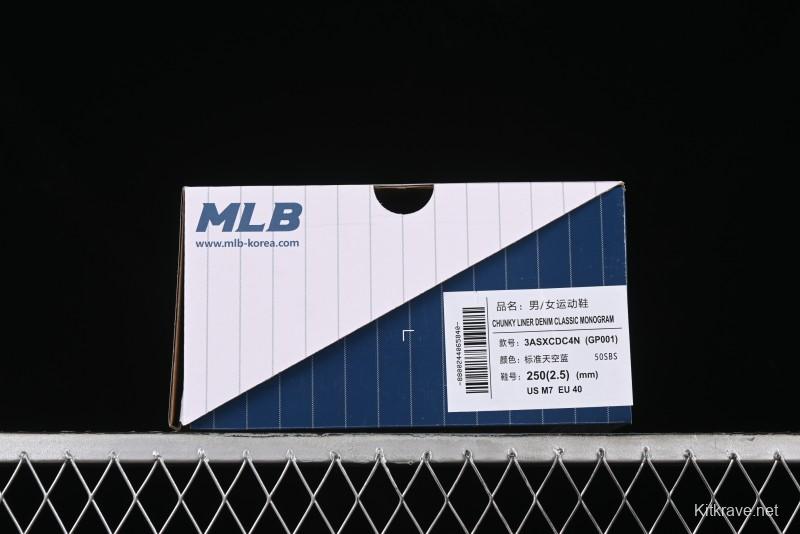 MLB
www.mlb-korea.com
品名：男/女运动鞋
CHUNKY LINER DENIM CLASSIC MONOGRAM
款号：3ASXCDC4N (GP001)
颜色：标准天空蓝 50SBS
鞋号：250(2.5) (mm)
US M7 EU 40
-8800244065840-
Kitkrave.net